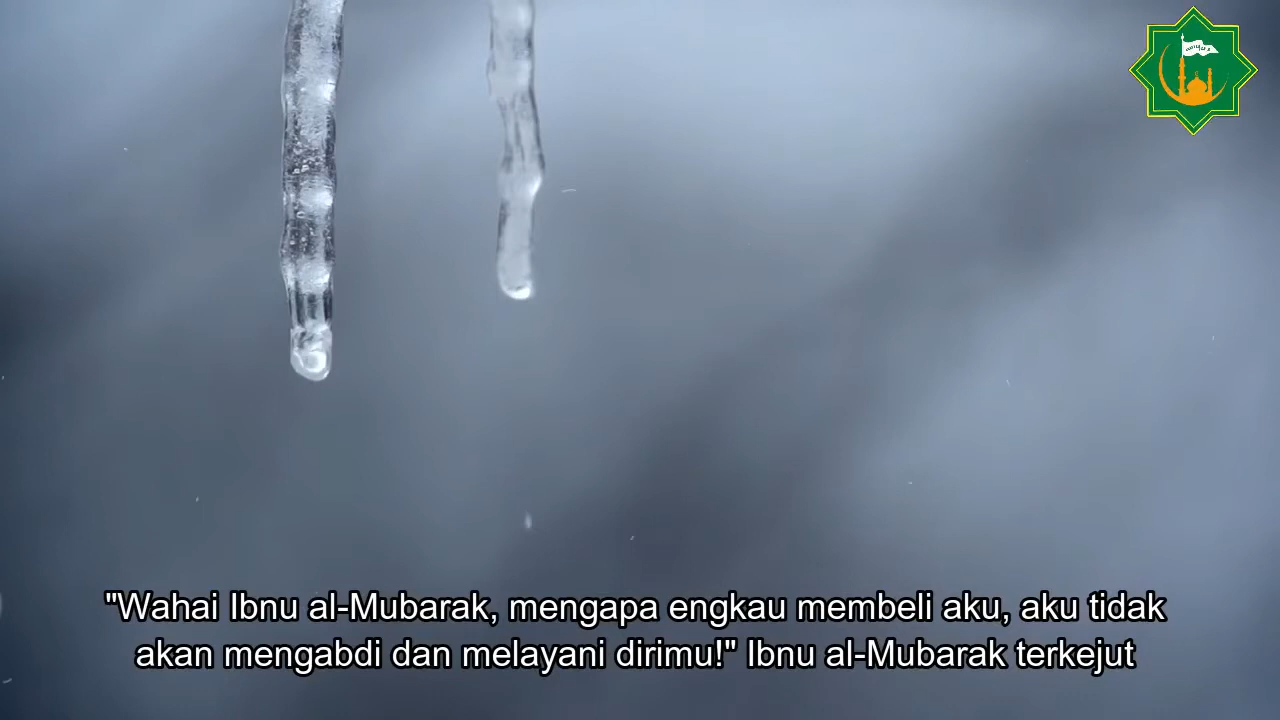 "Wahai Ibnu al-Mubarak, mengapa engkau membeli aku, aku tidak
akan mengabdi dan melayani dirimu!" Ibnu al-Mubarak terkejut